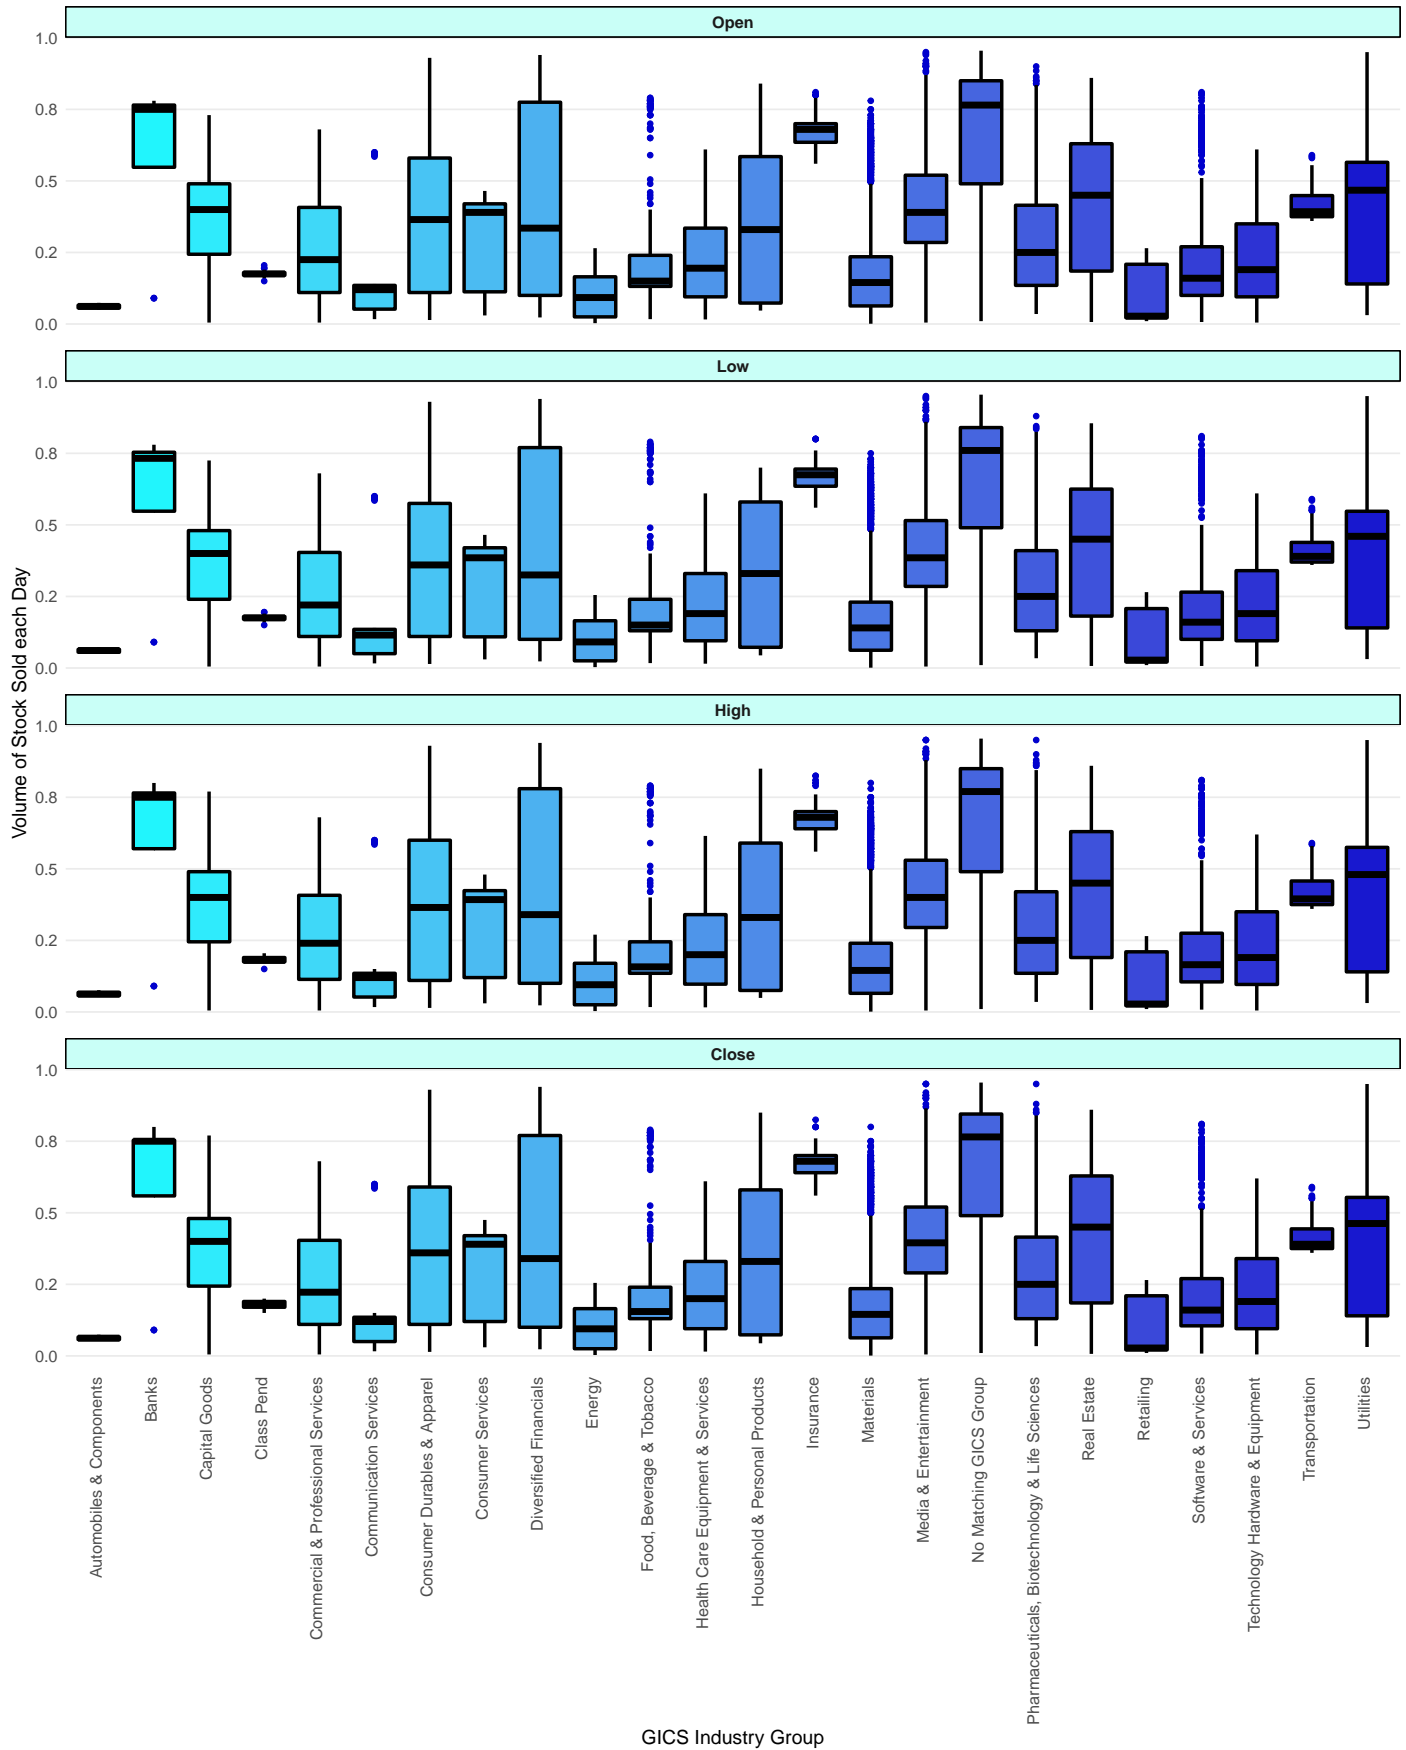 Open
1.0
0.8
0.5
0.2
0.0
Low
1.0
0.8
0.5
0.2
0.0
High
1.0
0.8
0.5
0.2
0.0
Close
1.0
0.8
0.5
0.2
0.0
Volume of Stock Sold each Day
Automobiles & Components
Banks
Capital Goods
Class Pend
Commercial & Professional Services
Communication Services
Consumer Durables & Apparel
Consumer Services
Diversified Financials
Energy
Food, Beverage & Tobacco
Health Care Equipment & Services
Household & Personal Products
Insurance
Materials
Media & Entertainment
No Matching GICS Group
Pharmaceuticals, Biotechnology & Life Sciences
Real Estate
Retailing
Software & Services
Technology Hardware & Equipment
Transportation
Utilities
GICS Industry Group